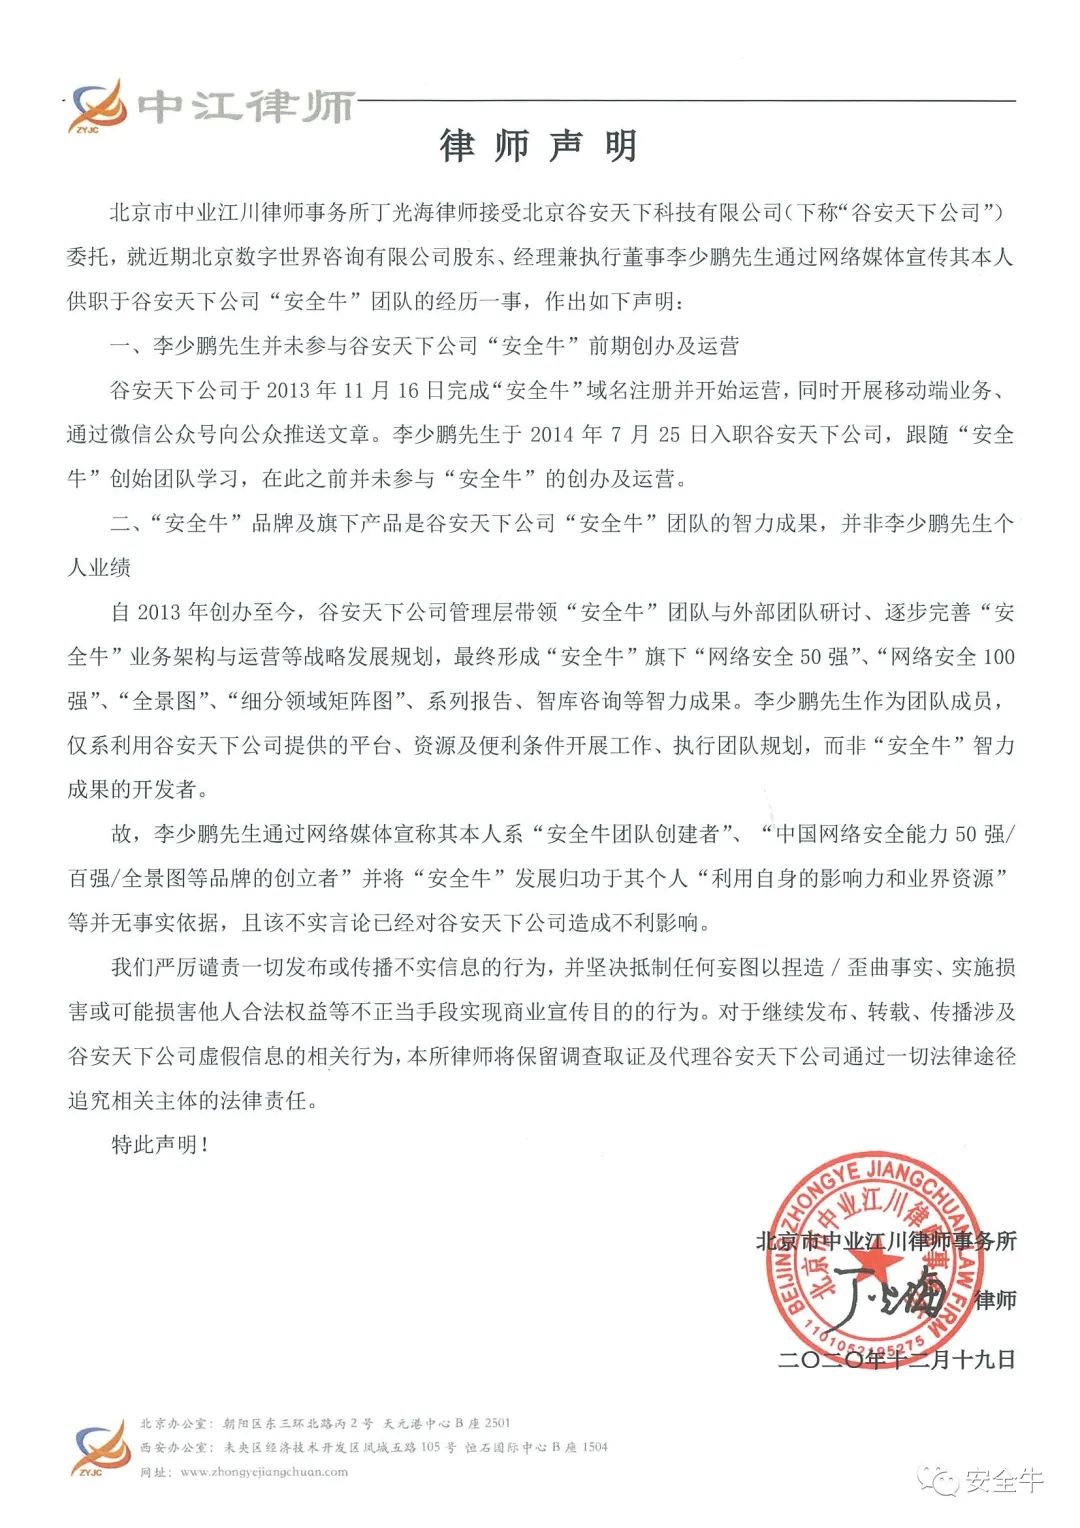 中江律师
ZYJC
律师声明
北京市中业江川律师事务所丁光海律师接受北京谷安天下科技有限公司（下称“谷安天下公司”）
委托，就近期北京数字世界咨询有限公司股东、经理兼执行董事李少鹏先生通过网络媒体宣传其本人
供职于谷安天下公司“安全牛”团队的经历一事，作出如下声明：
一、李少鹏先生并未参与谷安天下公司“安全牛”前期创办及运营
谷安天下公司于 2013 年 11 月 16 日完成“安全牛”域名注册并开始运营，同时开展移动端业务、
通过微信公众号向公众推送文章。李少鹏先生于 2014 年 7 月 25 日入职谷安天下公司，跟随“安全
牛”创始团队学习，在此之前并未参与“安全牛”的创办及运营。
二、“安全牛”品牌及旗下产品是谷安天下公司“安全牛”团队的智力成果，并非李少鹏先生个
人业绩
自 2013 年创办至今，谷安天下公司管理层带领“安全牛”团队与外部团队研讨、逐步完善“安
全牛”业务架构与运营等战略发展规划，最终形成“安全牛”旗下“网络安全 50 强”、“网络安全 100
强”、“全景图”、“细分领域矩阵图”、系列报告、智库咨询等智力成果。李少鹏先生作为团队成员，
仅系利用谷安天下公司提供的平台、资源及便利条件开展工作、执行团队规划，而非“安全牛”智力
成果的开发者。
故，李少鹏先生通过网络媒体宣称其本人系“安全牛团队创建者”、“中国网络安全能力 50 强/
百强/全景图等品牌的创立者”并将“安全牛”发展归功于其个人“利用自身的影响力和业界资源”
等并无事实依据，且该不实言论已经对谷安天下公司造成不利影响。
我们严厉谴责一切发布或传播不实信息的行为，并坚决抵制任何妄图以捏造 / 歪曲事实、实施损
害或可能损害他人合法权益等不正当手段实现商业宣传目的的行为。对于继续发布、转载、传播涉及
谷安天下公司虚假信息的相关行为，本所律师将保留调查取证及代理谷安天下公司通过一切法律途径
追究相关主体的法律责任。
特此声明！
BEIJING ZHONGYE JIANGCHUAN LAW FIRM
北京市中业江川律师事务所
1101052195275
北京市中业江川律师事务所
丁光海 律师
二〇二〇年十二月十九日
北京办公室：朝阳区东三环北路丙 2 号 天元港中心 B 座 2501
西安办公室：未央区经济技术开发区凤城五路 105 号 恒石国际中心 B 座 1504
网址：www.zhongyejiangchuan.com
ZYJC
安全牛